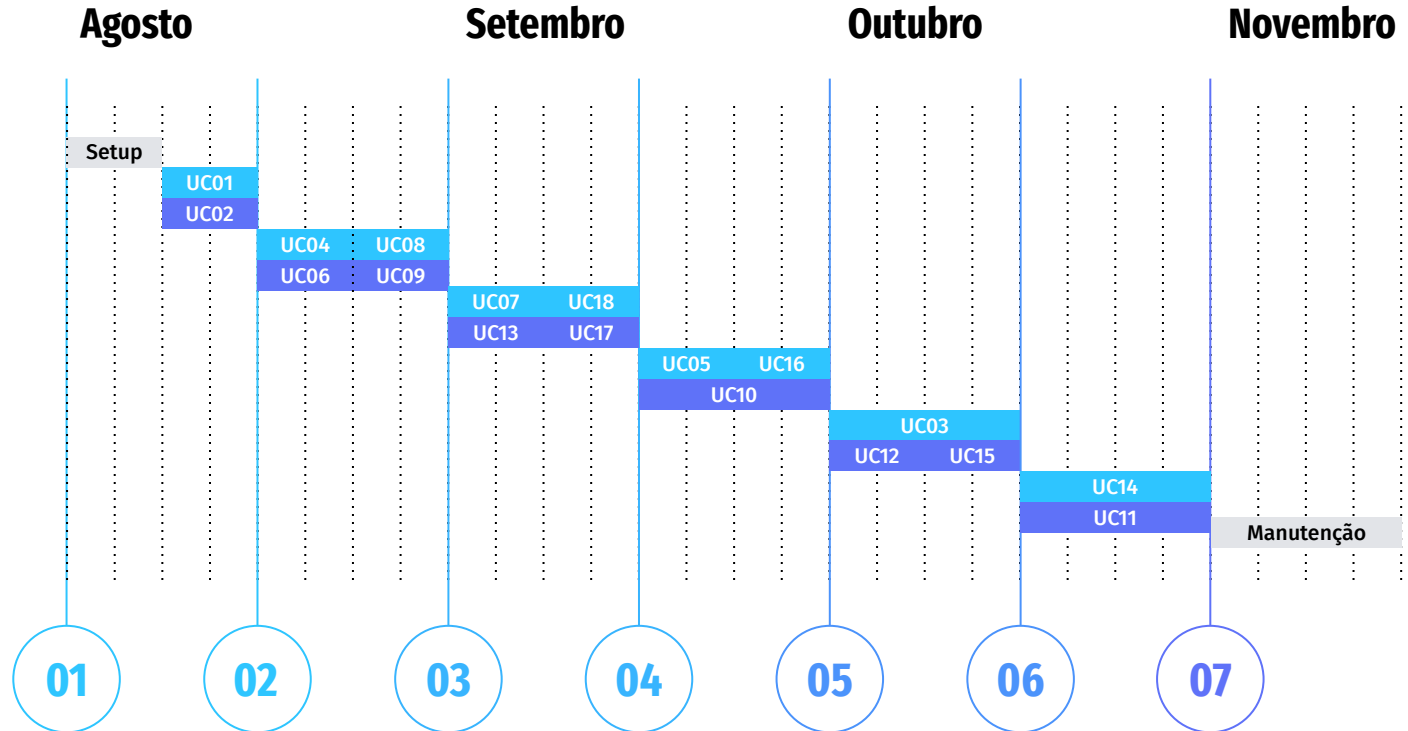 Agosto Setembro Outubro Novembro
Setup
UC01
UC02
UC04 UC08
UC06 UC09
UC07 UC18
UC13 UC17
UC05 UC16
UC10
UC03
UC12 UC15
UC14
UC11
Manutenção
01 02 03 04 05 06 07